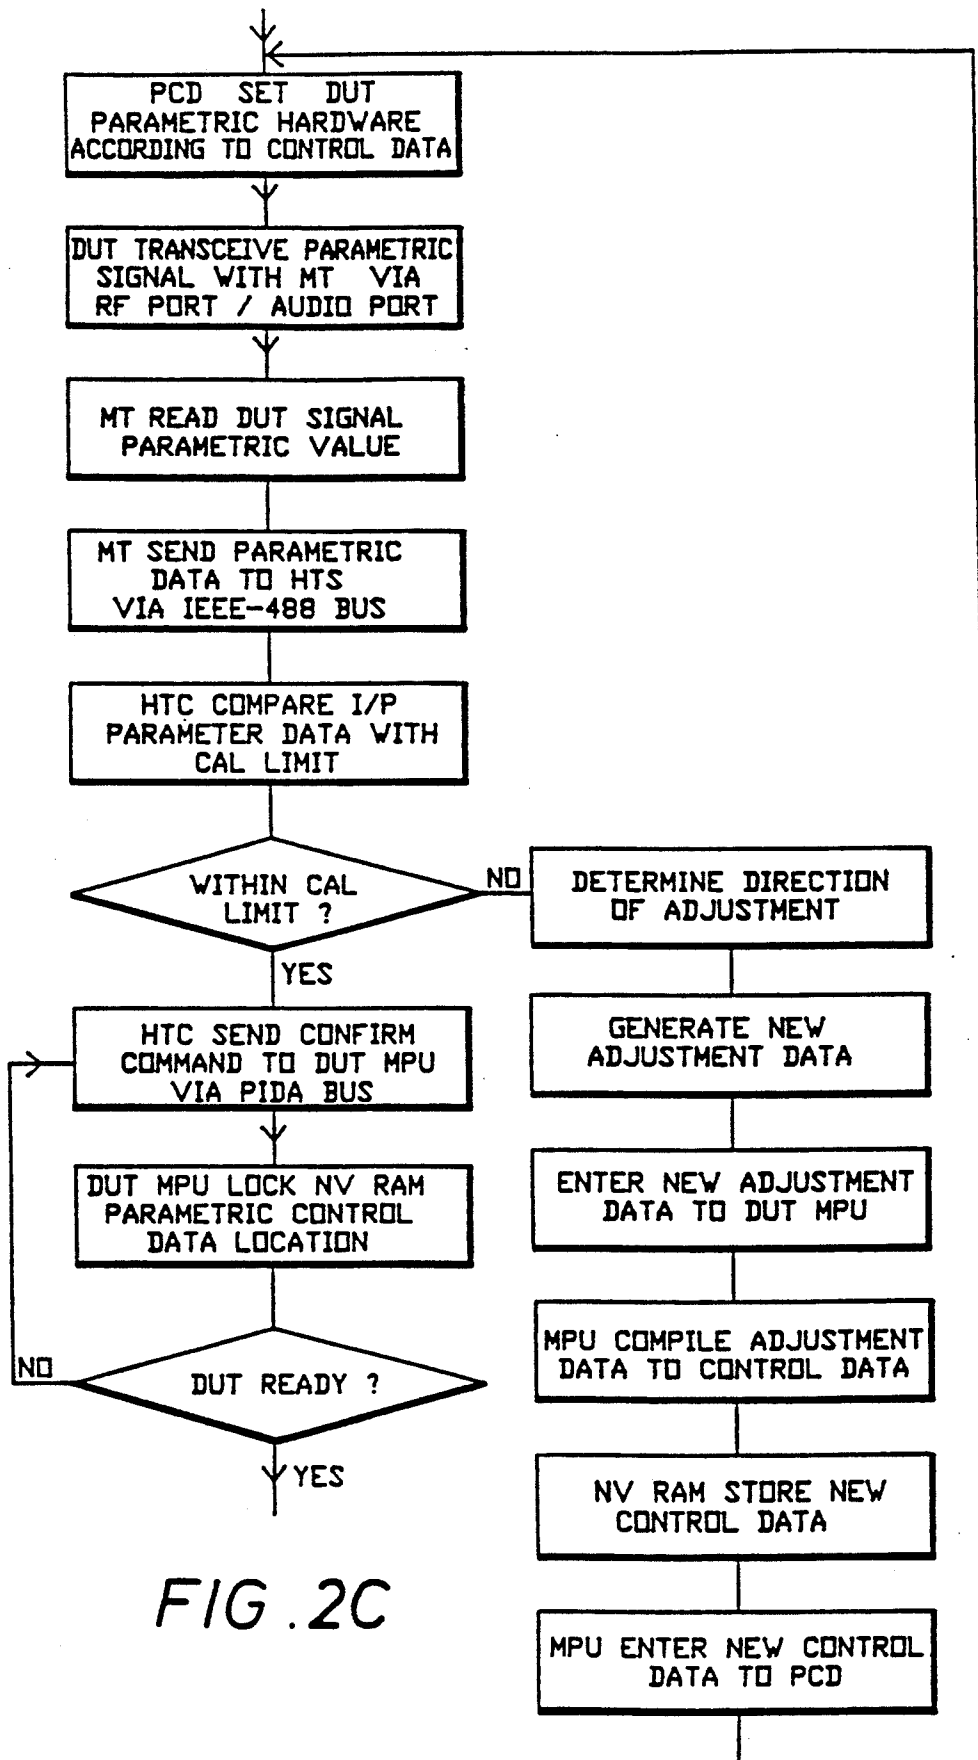 PCD SET DUT
PARAMETRIC HARDWARE
ACCORDING TO CONTROL DATA
DUT TRANSCEIVE PARAMETRIC
SIGNAL WITH MT VIA
RF PORT / AUDIO PORT
MT READ DUT SIGNAL
PARAMETRIC VALUE
MT SEND PARAMETRIC
DATA TO HTS
VIA IEEE-488 BUS
HTC COMPARE I/P
PARAMETER DATA WITH
CAL LIMIT
WITHIN CAL
LIMIT ?
NO
YES
HTC SEND CONFIRM
COMMAND TO DUT MPU
VIA PIDA BUS
DUT MPU LOCK NV RAM
PARAMETRIC CONTROL
DATA LOCATION
DUT READY ?
NO
YES
DETERMINE DIRECTION
OF ADJUSTMENT
GENERATE NEW
ADJUSTMENT DATA
ENTER NEW ADJUSTMENT
DATA TO DUT MPU
MPU COMPILE ADJUSTMENT
DATA TO CONTROL DATA
NV RAM STORE NEW
CONTROL DATA
MPU ENTER NEW CONTROL
DATA TO PCD
FIG. 2C